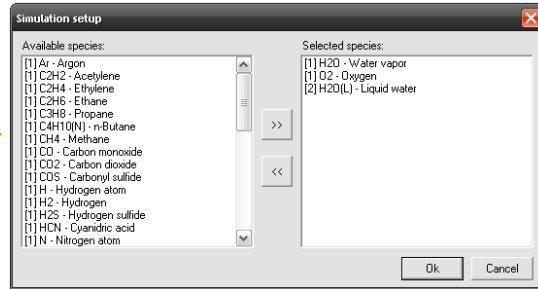 Simulation setup
Available species:
[1] Ar - Argon
[1] C2H2 - Acetylene
[1] C2H4 - Ethylene
[1] C2H6 - Ethane
[1] C3H8 - Propane
[1] C4H10(N) - n-Butane
[1] CH4 - Methane
[1] CO - Carbon monoxide
[1] CO2 - Carbon dioxide
[1] COS - Carbonyl sulfide
[1] H - Hydrogen atom
[1] H2 - Hydrogen
[1] H2S - Hydrogen sulfide
[1] HCN - Cyanidric acid
[1] N - Nitrogen atom
>>
<<
Selected species:
[1] H2O - Water vapor
[1] O2 - Oxygen
[2] H2O(L) - Liquid water
Ok
Cancel